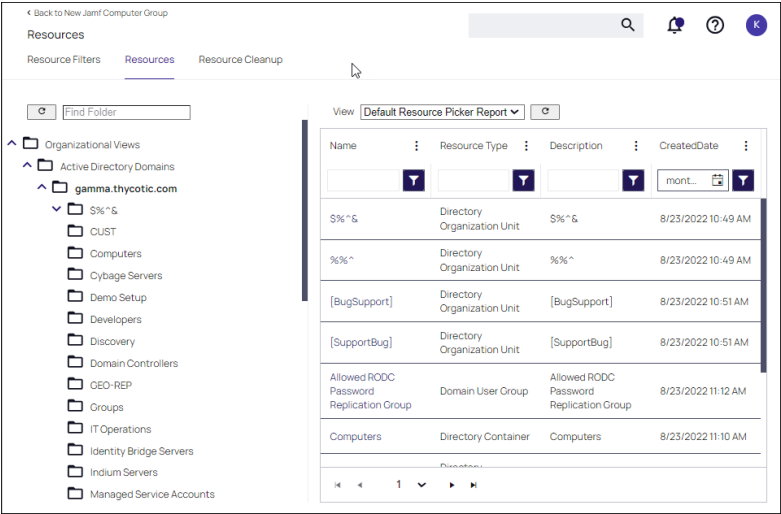 Back to New Jamf Computer Group
Resources
K
Resource Filters Resources Resource Cleanup
Find Folder
View Default Resource Picker Report
Organizational Views
Active Directory Domains
gamma.thycotic.com
$%^&
CUST
Computers
Cybage Servers
Demo Setup
Developers
Discovery
Domain Controllers
GEO-REP
Groups
IT Operations
Identity Bridge Servers
Indium Servers
Managed Service Accounts
Name Resource Type Description CreatedDate
mont...
$%^& Directory $%^& 8/23/2022 10:49 AM
Organization Unit
%%^ Directory %%^ 8/23/2022 10:49 AM
Organization Unit
[BugSupport] Directory [BugSupport] 8/23/2022 10:51 AM
Organization Unit
[SupportBug] Directory [SupportBug] 8/23/2022 10:51 AM
Organization Unit
Allowed RODC Allowed RODC
Password Domain User Group Password 8/23/2022 11:12 AM
Replication Group Replication Group
Computers Directory Container Computers 8/23/2022 11:10 AM
Directory
1